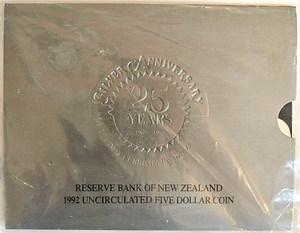 SILVER ANNIVERSARY
25
YEARS
RESERVE BANK OF NEW ZEALAND
1992 UNCIRCULATED FIVE DOLLAR COIN